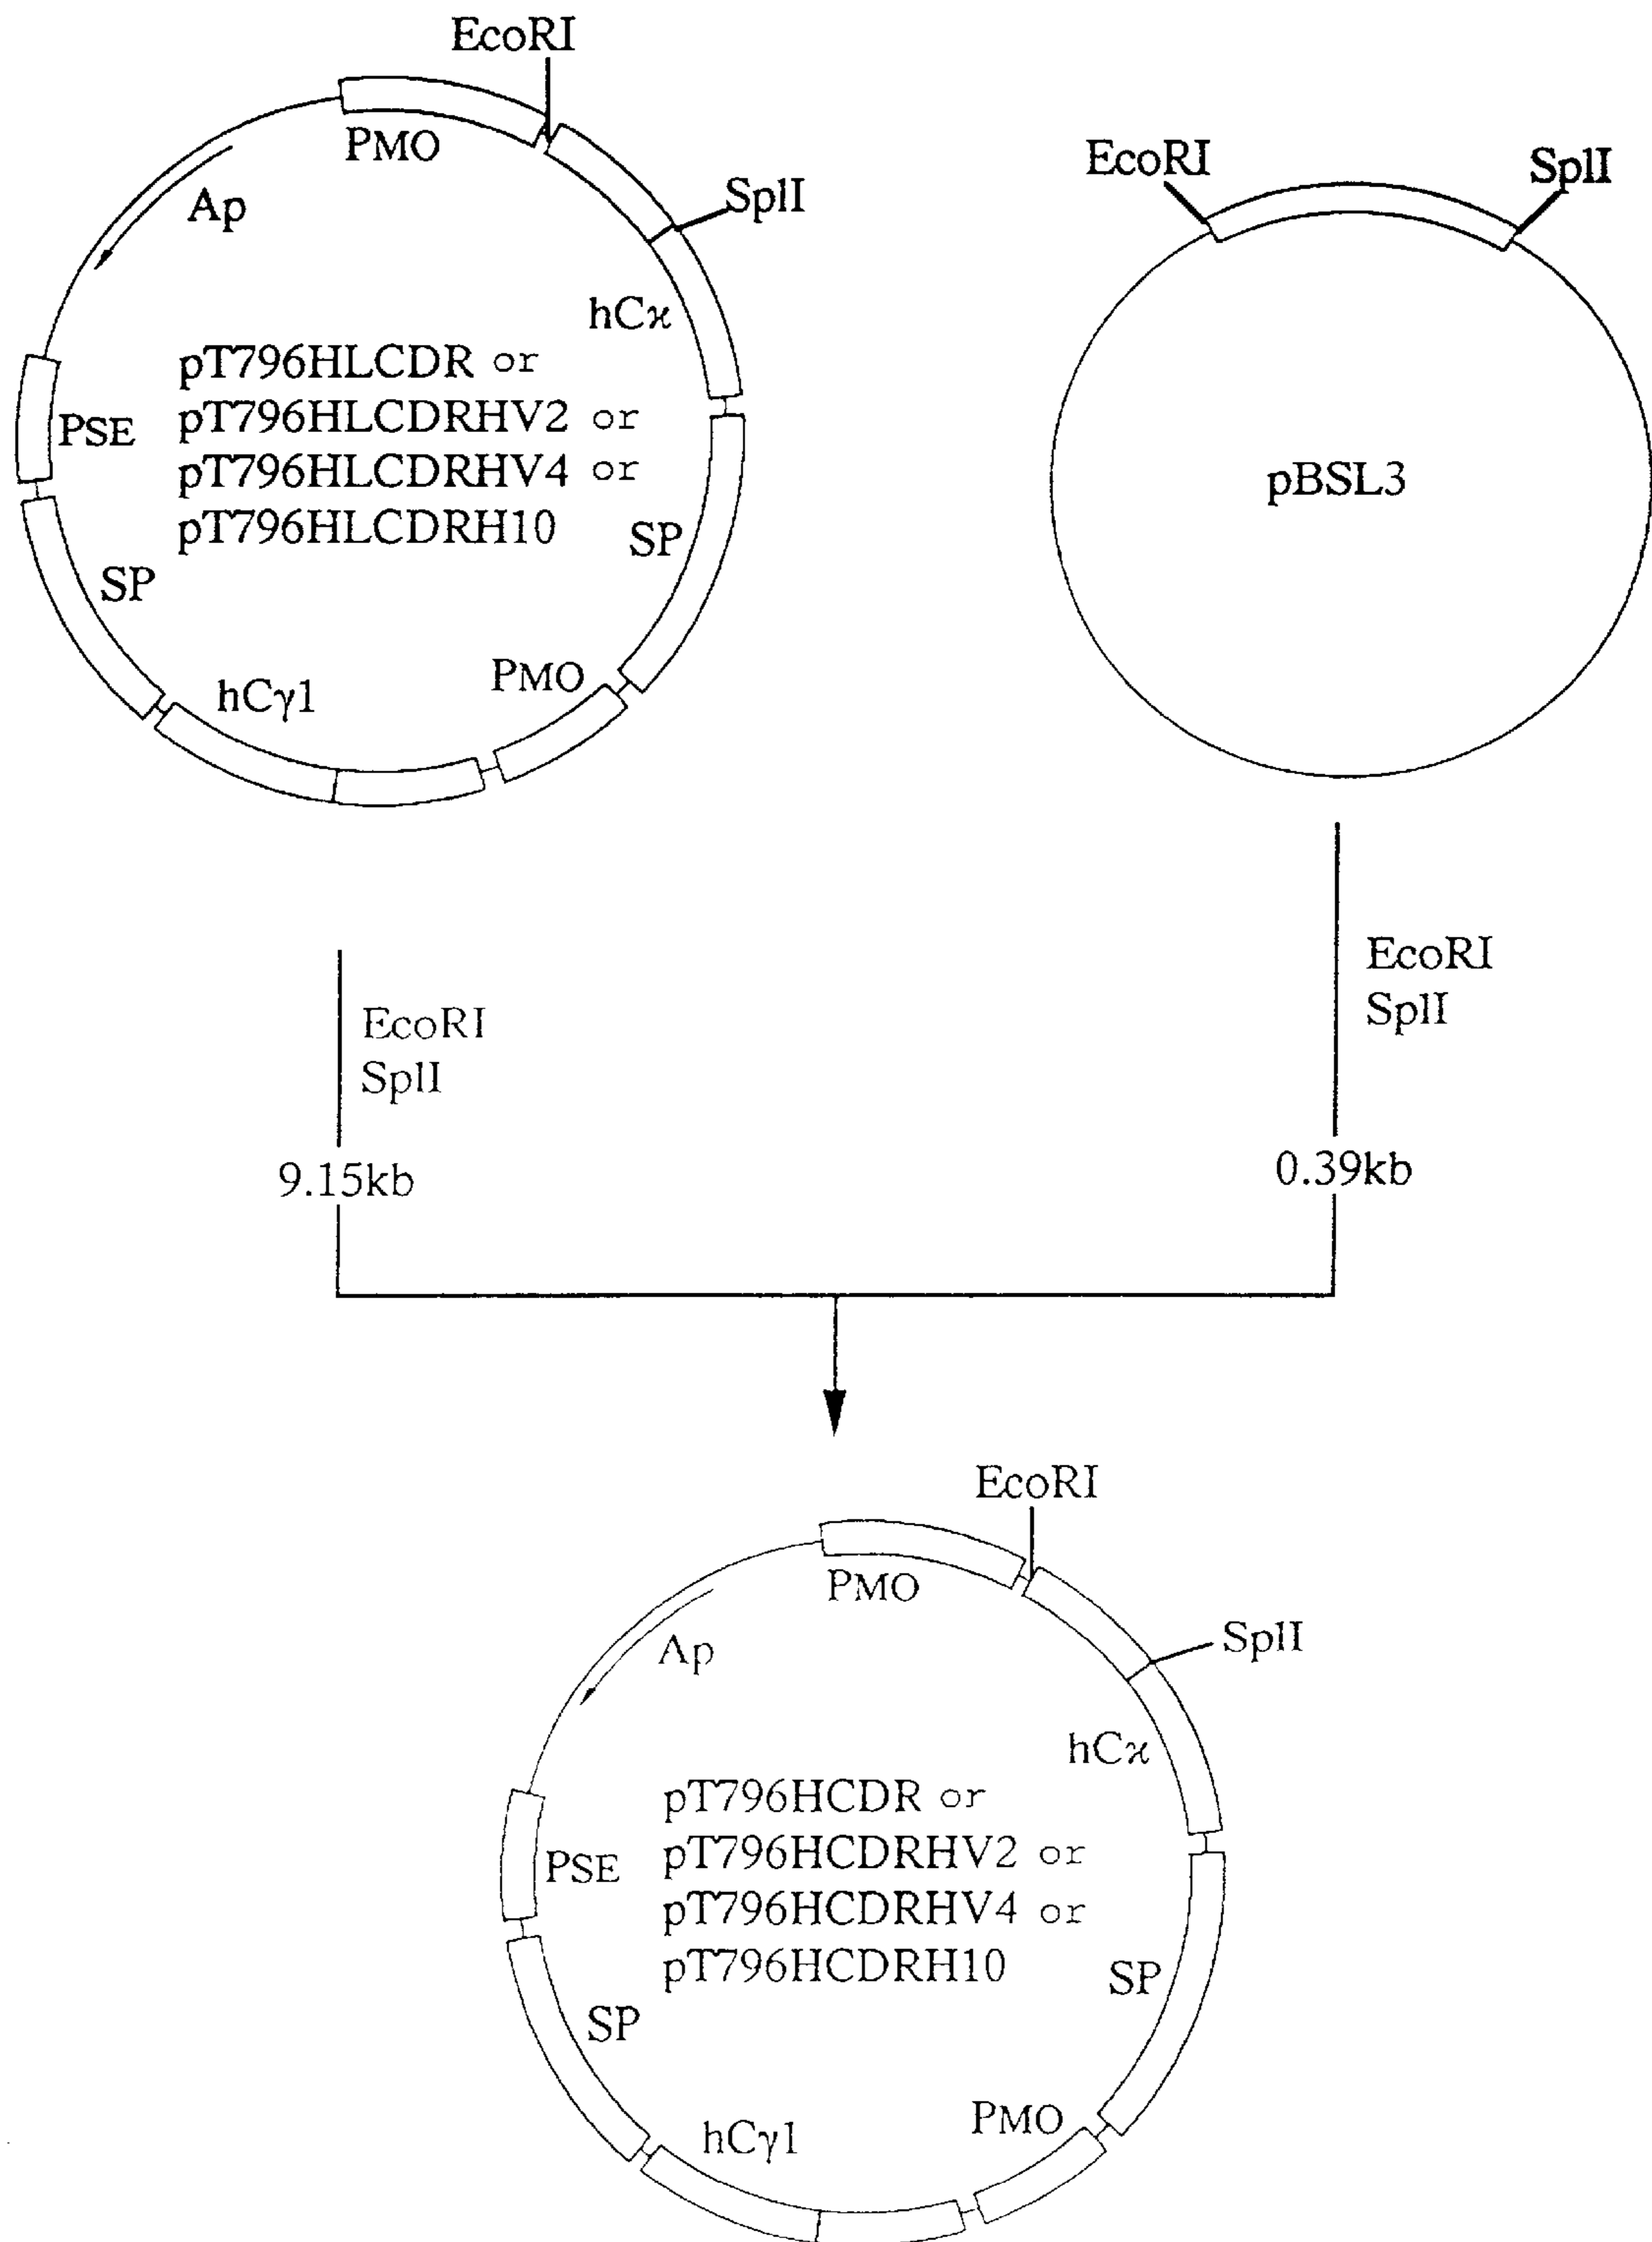 EcoRI
PMO
SplI
Ap
hCϰ
pT796HLCDR or
pT796HLCDRHV2 or
pT796HLCDRHV4 or
pT796HLCDRH10
PSE
SP
SP
PMO
hCγ1
EcoRI
SplI
pBSL3
EcoRI
SplI
9.15kb
EcoRI
SplI
0.39kb
EcoRI
PMO
SplI
Ap
hCϰ
pT796HCDR or
pT796HCDRHV2 or
pT796HCDRHV4 or
pT796HCDRH10
PSE
SP
SP
PMO
hCγ1